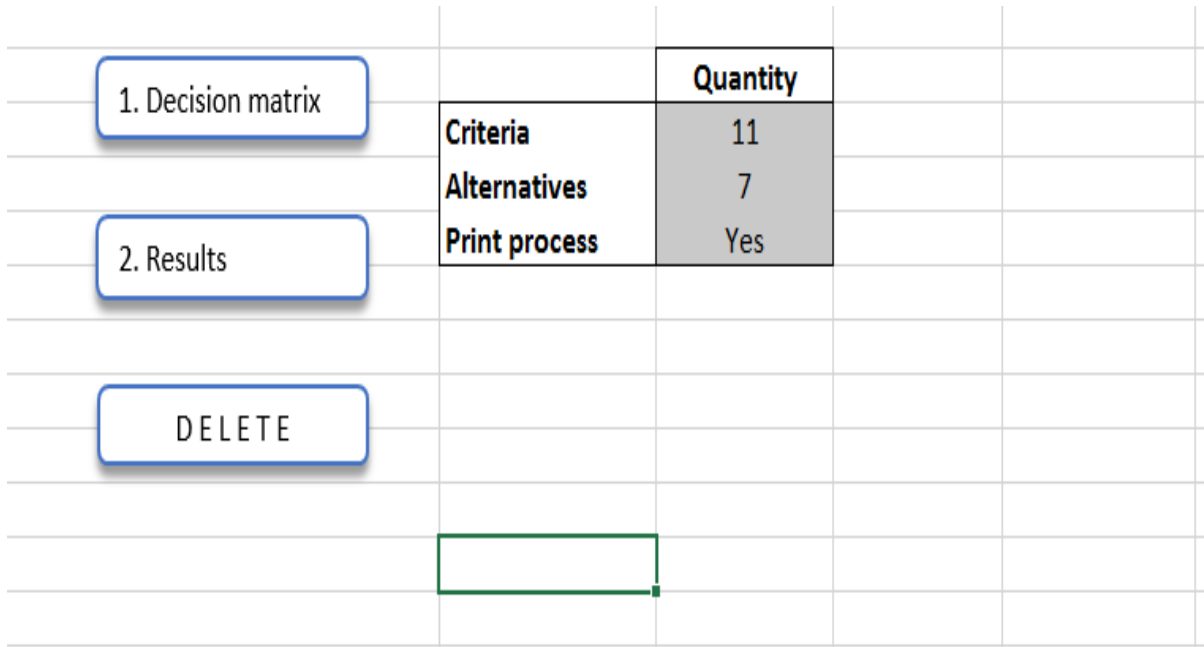 1. Decision matrix
2. Results
DELETE
Quantity
Criteria 11
Alternatives 7
Print process Yes